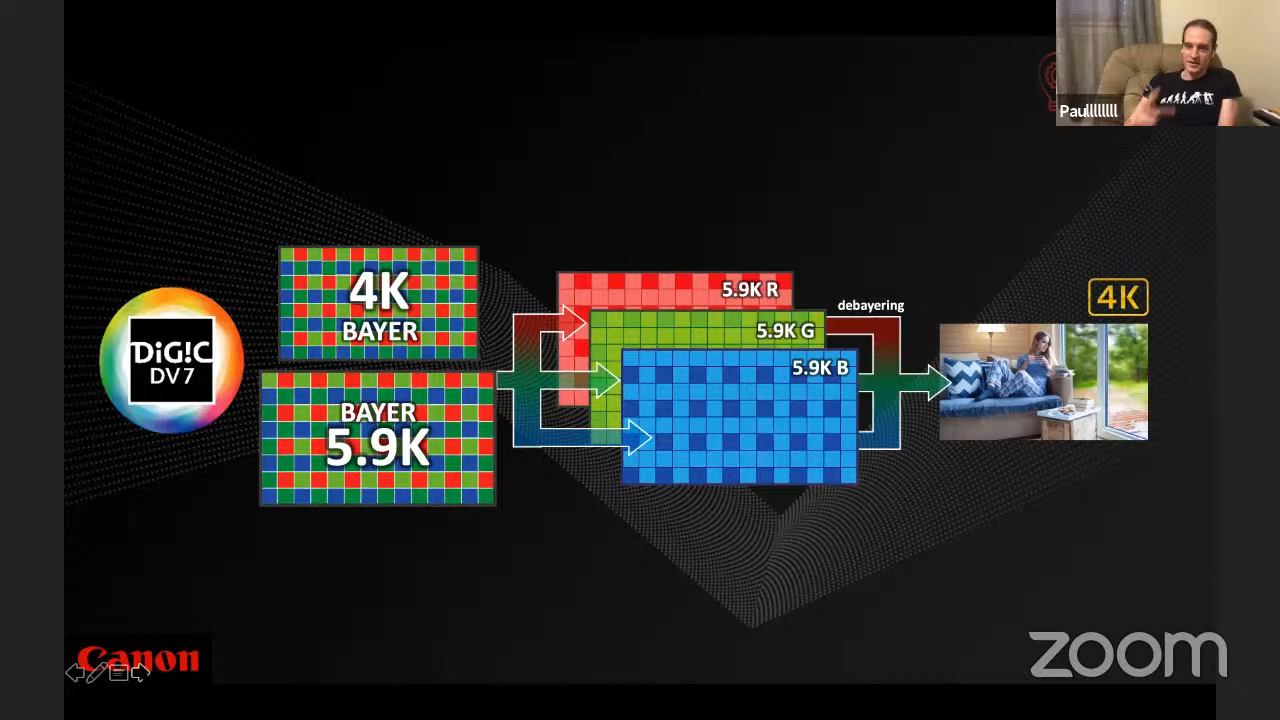 Paullllllll
4K
BAYER
BAYER
5.9K
DiG!C
DV7
5.9K R
5.9K G
5.9K B
debayering
4K
Canon
zoom